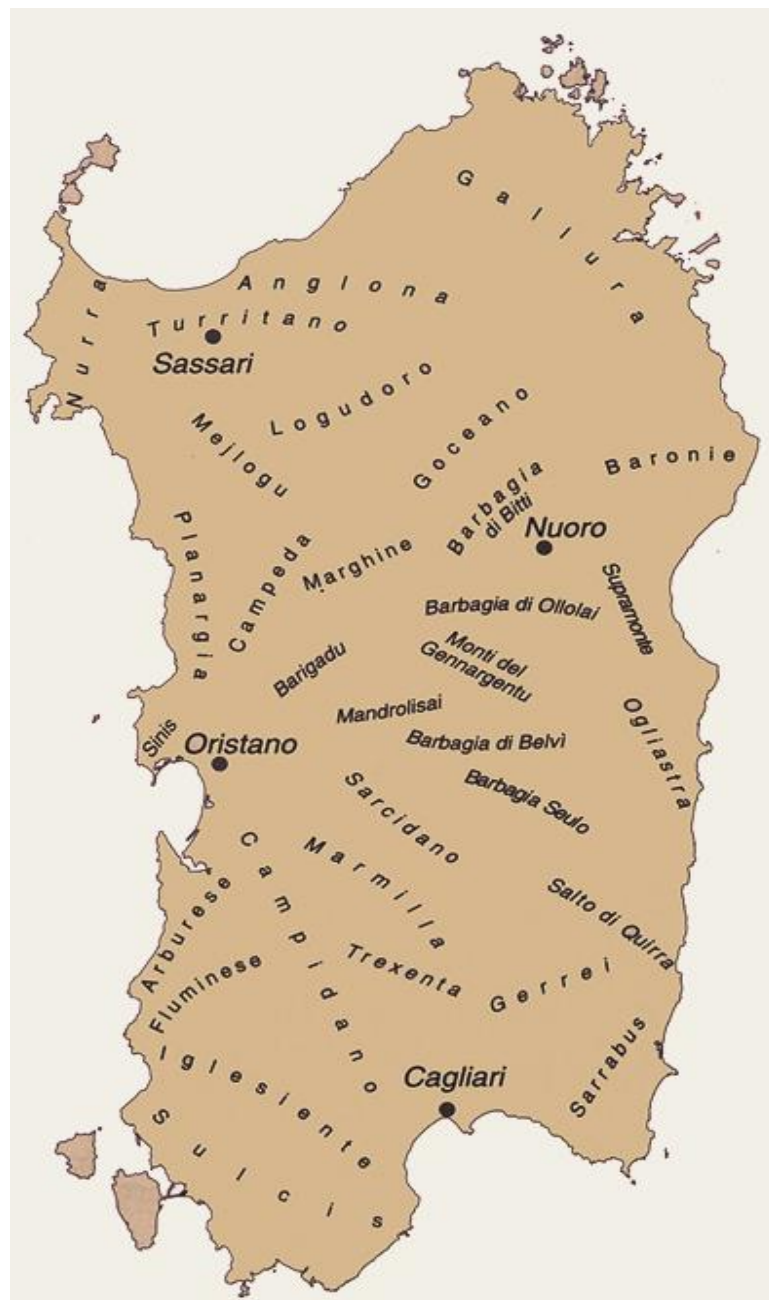 Gallura
Anglona
Nurra
Turritano
Sassari
Logudoro
Mejlogu
Goceano
Baronie
Barbagia
di Bitti
Nuoro
Planargia
Campeda
Marghine
Supramonte
Barbagia di Ollolai
Monti del
Gennargentu
Barigadu
Mandrolisai
Ogliastra
Sinis
Oristano
Barbagia di Belvì
Barbagia Seulo
Sarcidano
Campidano
Marmilla
Arburese
Salto di Quirra
Fluminese
Trexenta
Gerrei
Sarrabus
Iglesiente
Cagliari
Sulcis